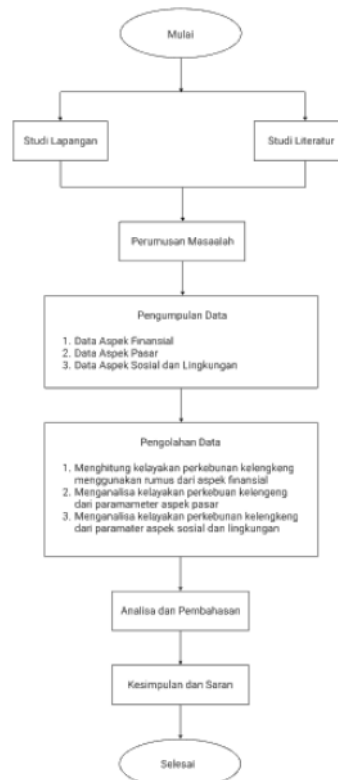 Mulai
Studi Lapangan
Studi Literatur
Perumusan Masaalah
Pengumpulan Data
1. Data Aspek Finansial
2. Data Aspek Pasar
3. Data Aspek Sosial dan Lingkungan
Pengolahan Data
1. Menghitung kelayakan perkebunan kelengkeng
menggunakan rumus dari aspek finansial
2. Menganalisa kelayakan perkebuan kelengeng
dari paramameter aspek pasar
3. Menganalisa kelayakan perkebunan kelengkeng
dari paramater aspek sosial dan lingkungan
Analisa dan Pembahasan
Kesimpulan dan Saran
Selesai